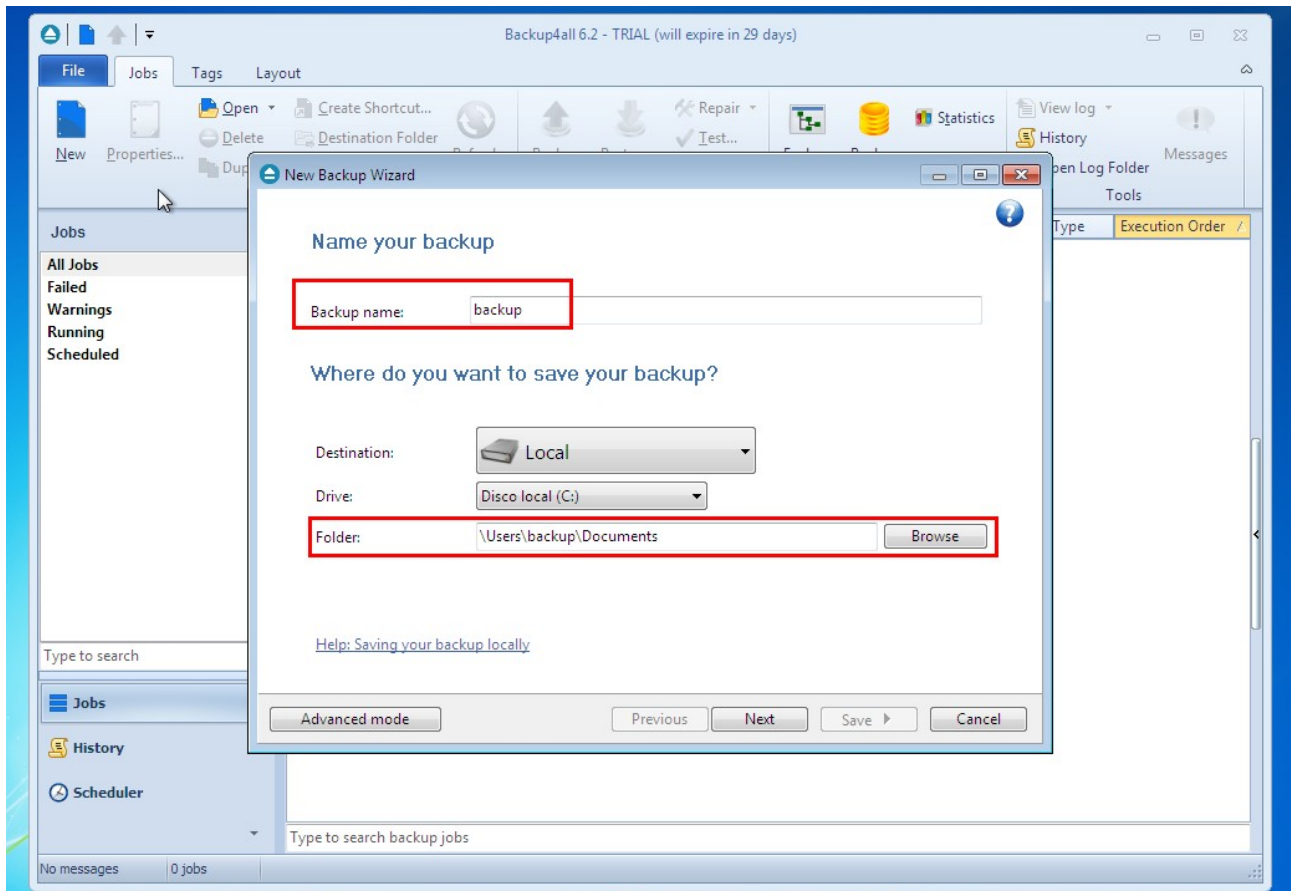 Backup4all 6.2 - TRIAL (will expire in 29 days)
File Jobs Tags Layout
New
Properties...
Open
Delete
Create Shortcut...
Destination Folder
Repair
Test...
Statistics
View log
History
pen Log Folder
Messages
Tools
Jobs
All Jobs
Failed
Warnings
Running
Scheduled
Type
Execution Order
New Backup Wizard
Name your backup
Backup name: backup
Where do you want to save your backup?
Destination: Local
Drive: Disco local (C:)
Folder: \Users\backup\Documents Browse
Help: Saving your backup locally
Advanced mode Previous Next Save Cancel
Type to search
Jobs
History
Scheduler
Type to search backup jobs
No messages 0 jobs